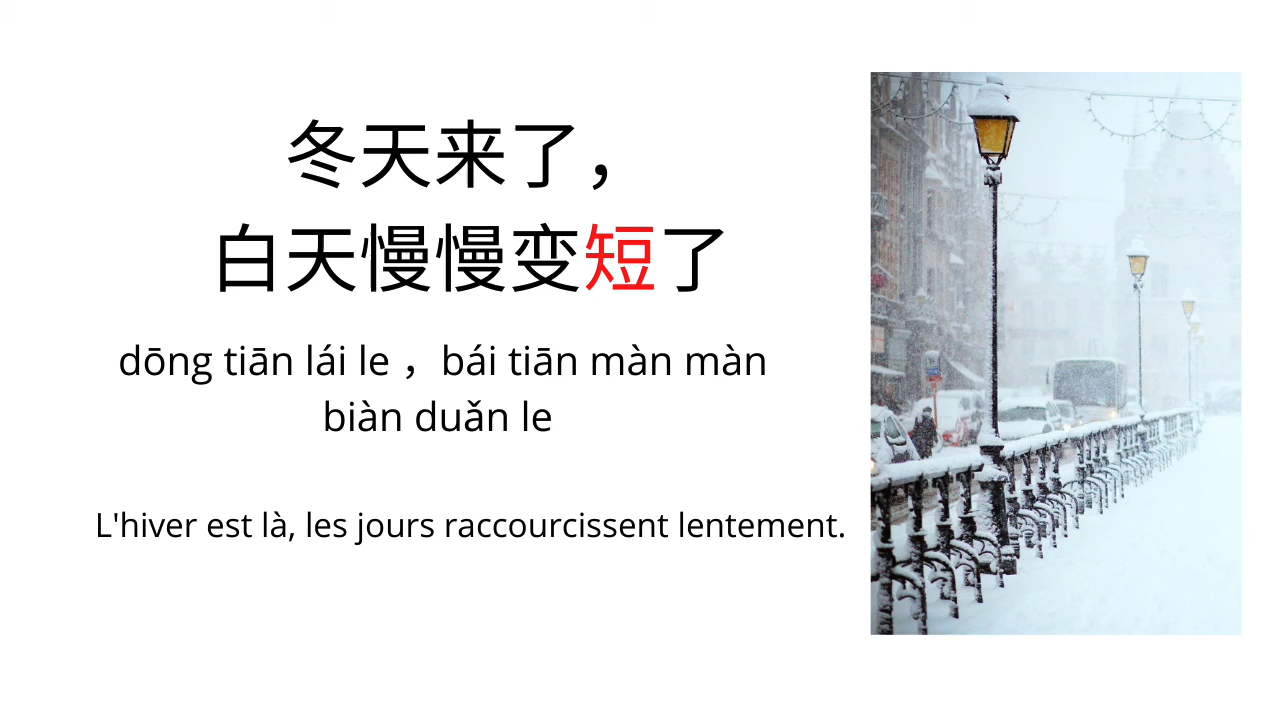 冬天来了，
白天慢慢变短了
dōng tiān lái le ，bái tiān màn màn
biàn duǎn le
L'hiver est là, les jours raccourcissent lentement.